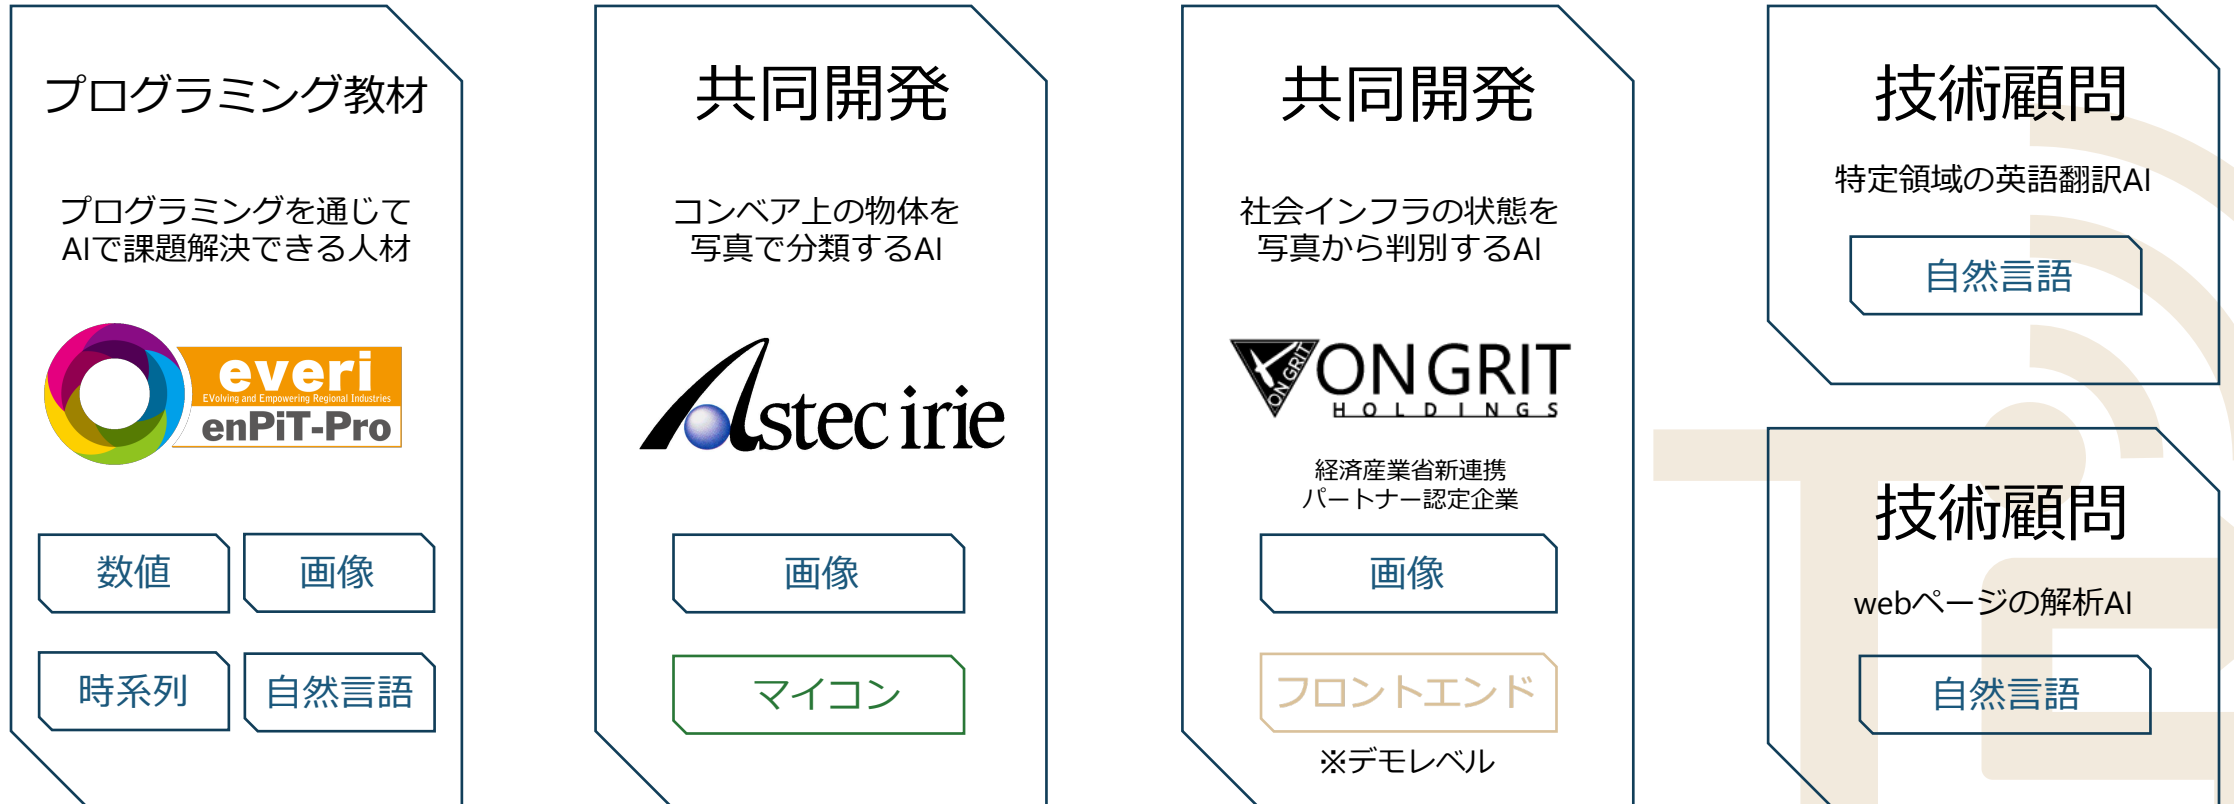 プログラミング教材
プログラミングを通じて
AIで課題解決できる人材
everi
EVolving and Empowering Regional Industries
enPiT-Pro
数値
画像
時系列
自然言語
共同開発
コンベア上の物体を
写真で分類するAI
Astec irie
画像
マイコン
共同開発
社会インフラの状態を
写真から判別するAI
ON GRIT
ONGRIT
HOLDINGS
経済産業省新連携
パートナー認定企業
画像
フロントエンド
※デモレベル
技術顧問
特定領域の英語翻訳AI
自然言語
技術顧問
webページの解析AI
自然言語